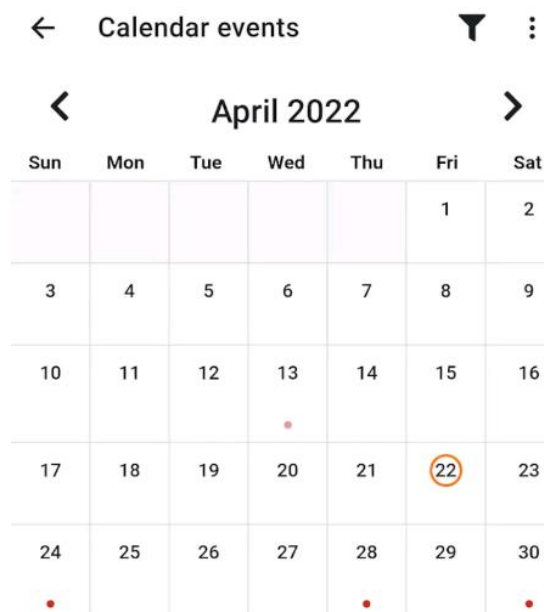 Calendar events
April 2022
Sun Mon Tue Wed Thu Fri Sat
1 2
3 4 5 6 7 8 9
10 11 12 13 14 15 16
17 18 19 20 21 22 23
24 25 26 27 28 29 30